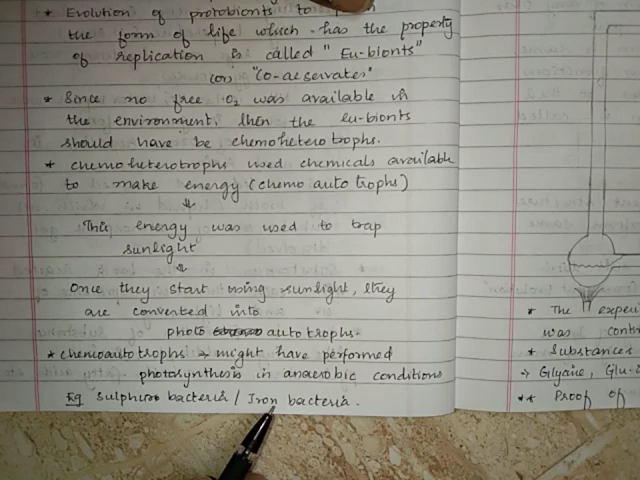 * Evolution of protobionts to
the form of life which has the property
of replication is called "Eu-bionts"
(or) "Co-aeservates"
* Since no free O2 was available in
the environment, then the eu-bionts
should have be chemoheterotrophs.
* chemoheterotrophs used chemicals available
to make energy (chemo autotrophs)
↓
This energy was used to trap
sunlight
↓
Once they start using sunlight, they
are converted into
photo autotrophs.
* chemoautotrophs → might have performed
photosynthesis in anaerobic conditions
Eg Sulphur bacteria / Iron bacteria.
* The experi
was contr
* Substances
→ Glycine, Glu-
** Proof of